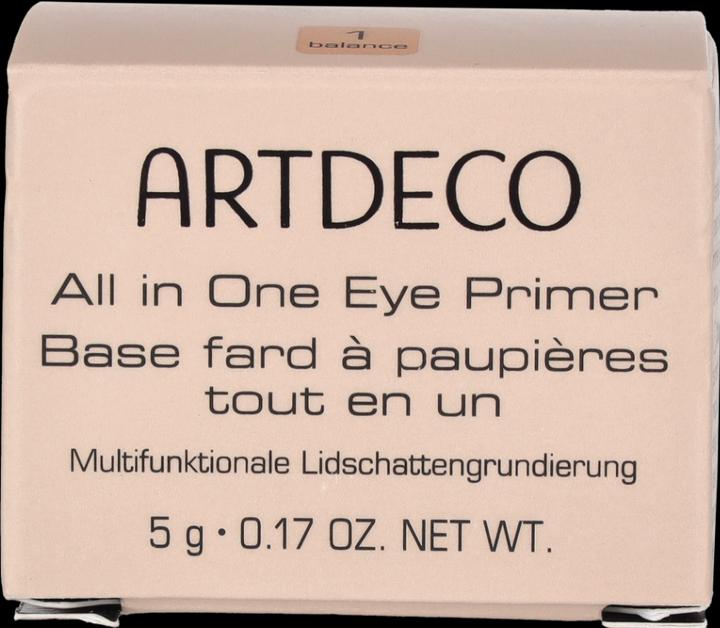 1
balance
ARTDECO
All in One Eye Primer
Base fard à paupières
tout en un
Multifunktionale Lidschattengrundierung
5 g · 0.17 OZ. NET WT.